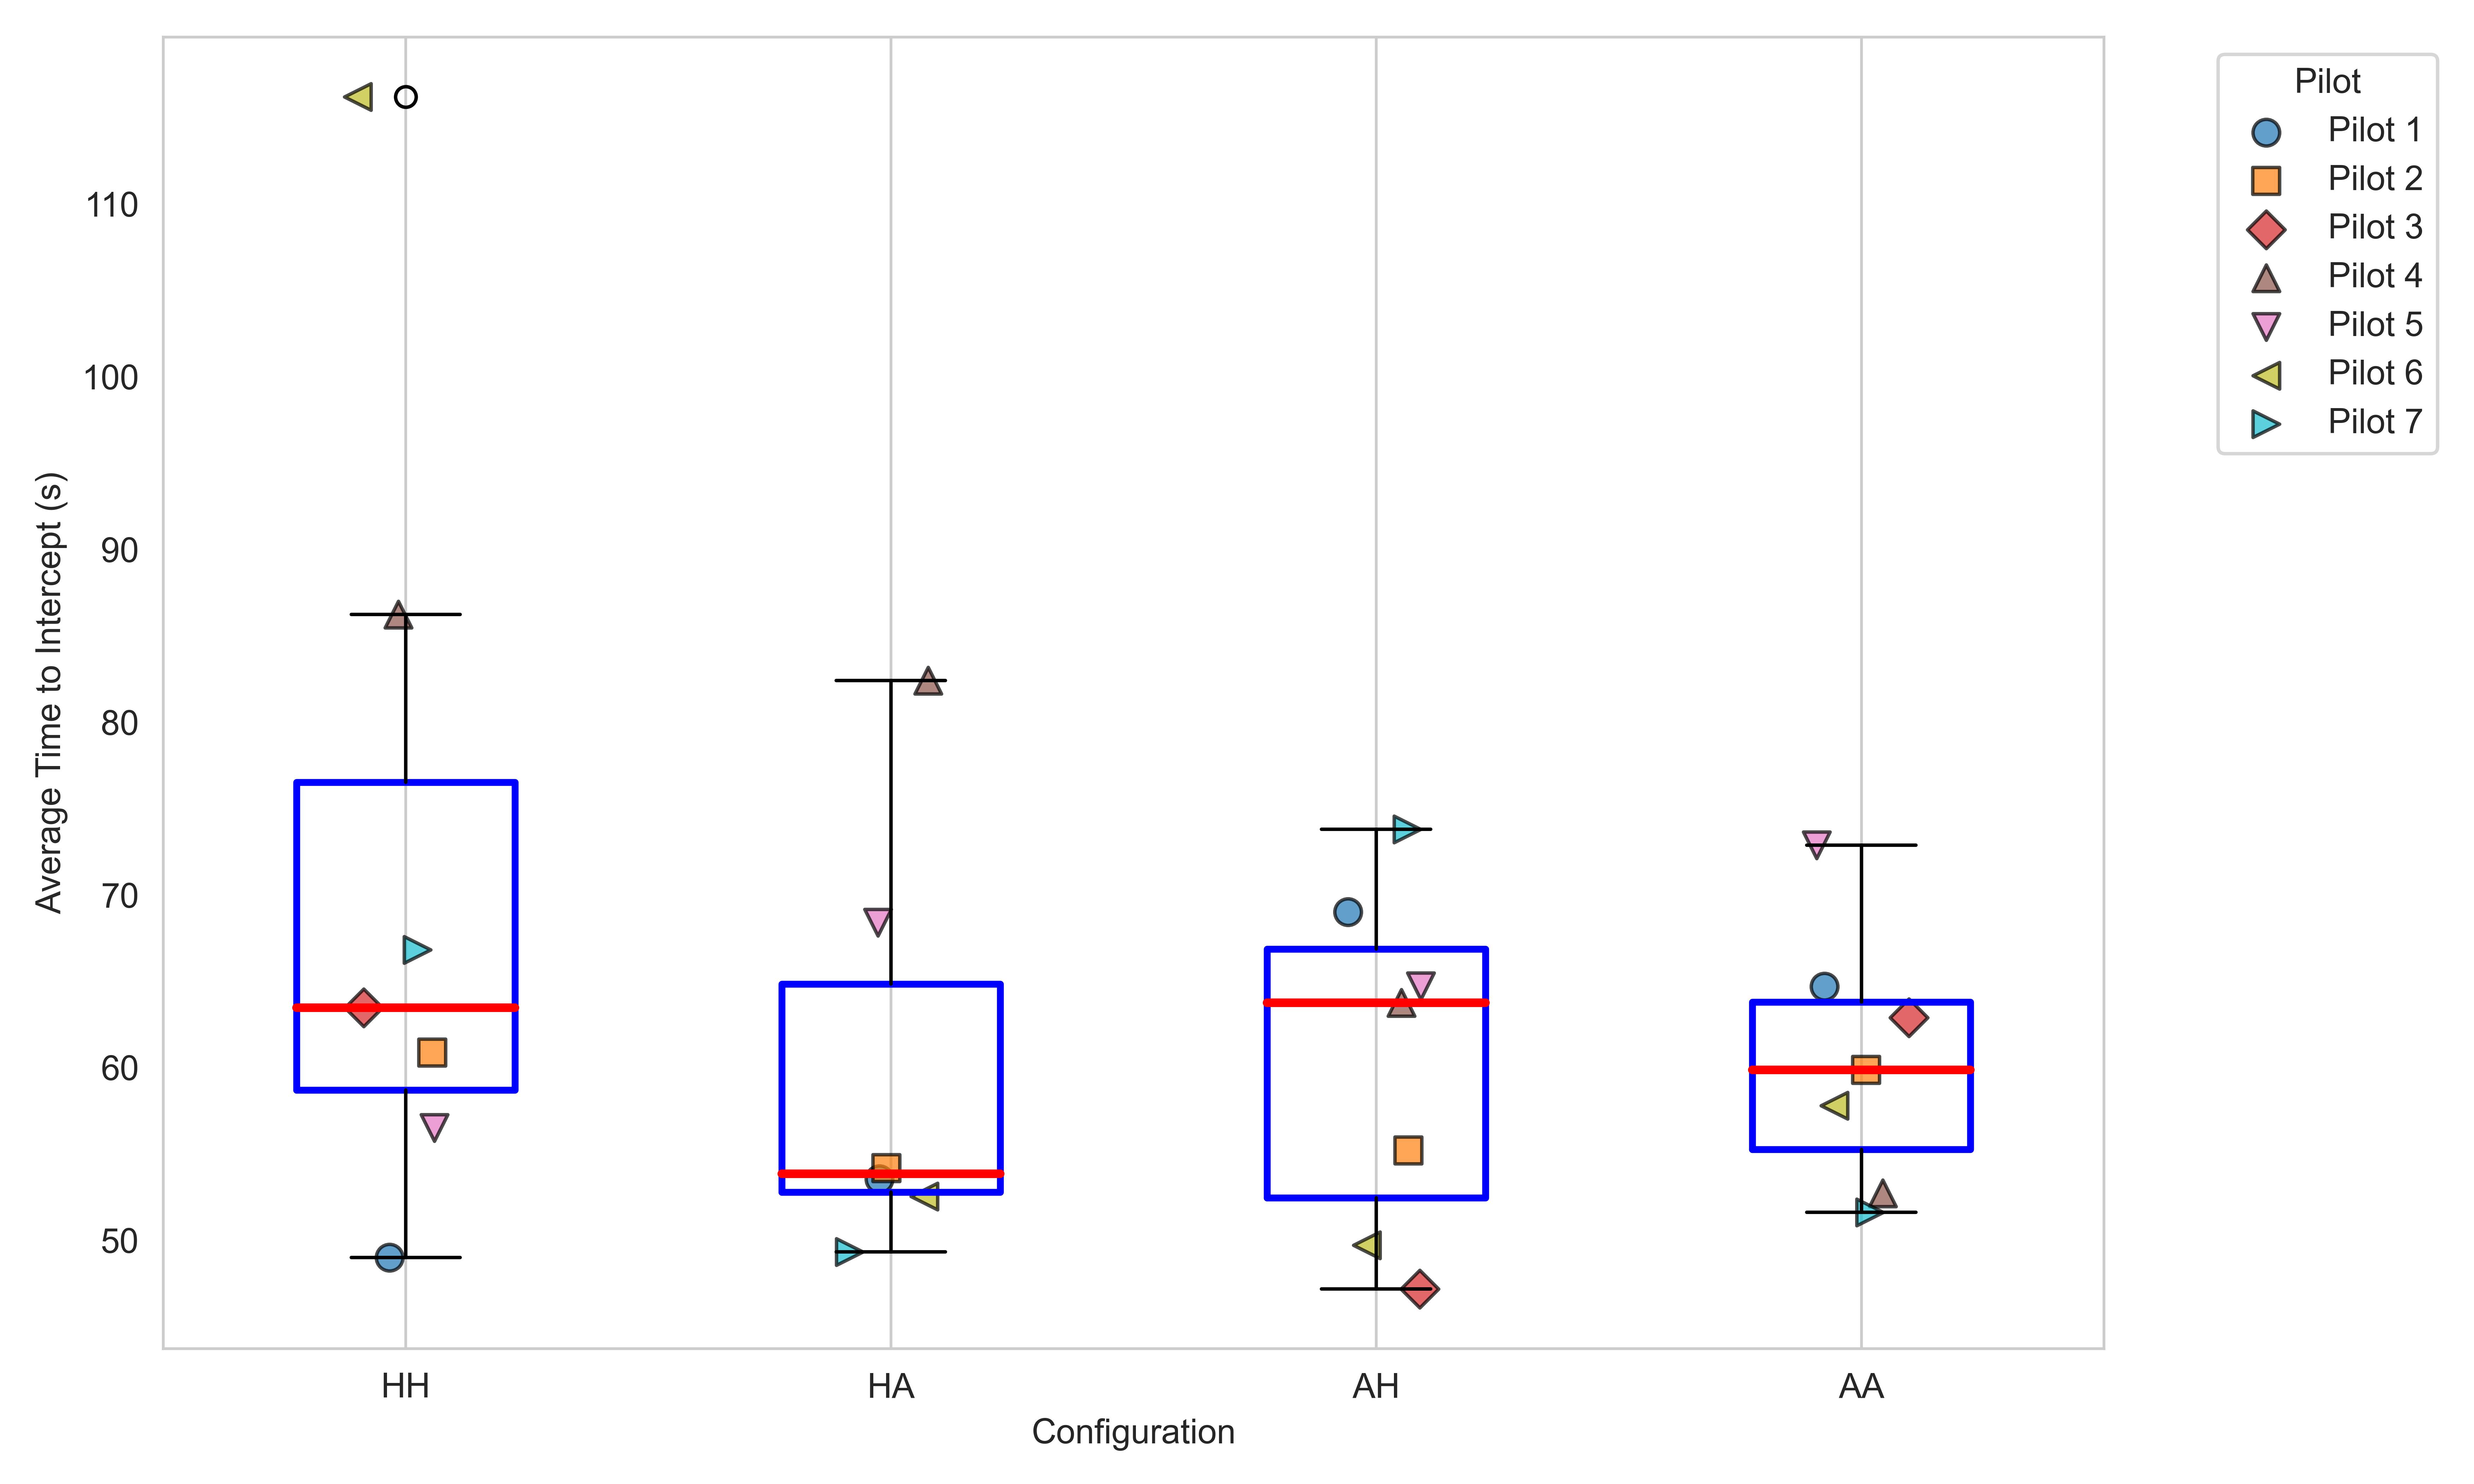 Pilot
Pilot 1
Pilot 2
Pilot 3
Pilot 4
Pilot 5
Pilot 6
Pilot 7
Average Time to Intercept (s)
110
100
90
80
70
60
50
HH HA AH AA
Configuration